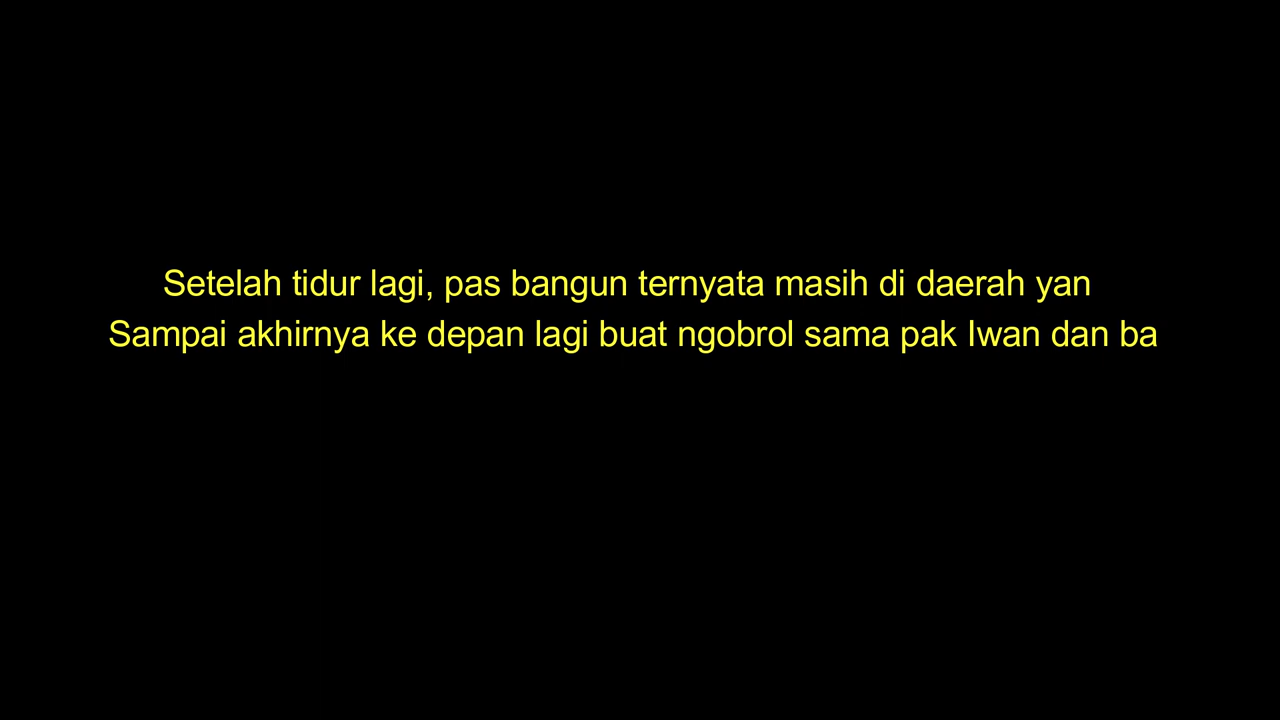 Setelah tidur lagi, pas bangun ternyata masih di daerah yan
Sampai akhirnya ke depan lagi buat ngobrol sama pak Iwan dan ba